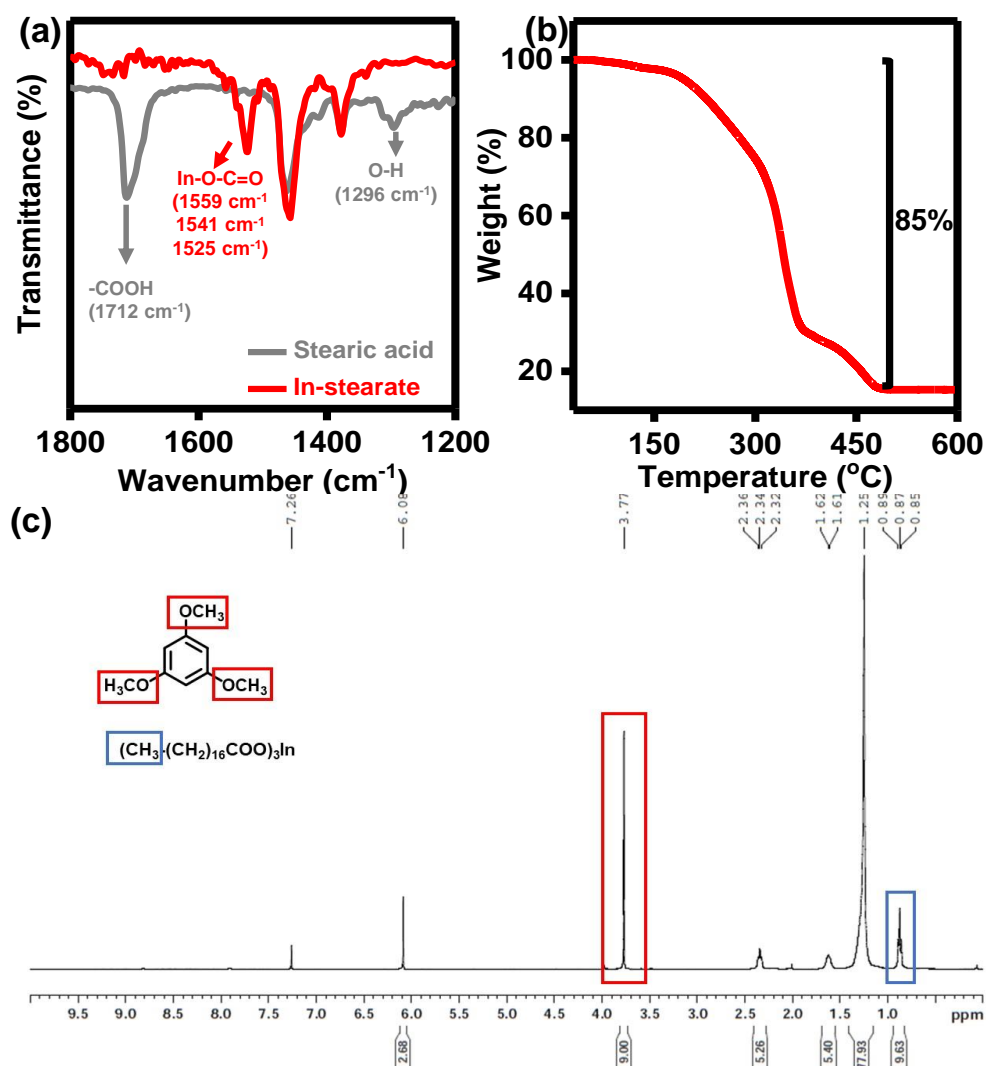 (a)
Transmittance (%)
In-O-C=O
(1559 cm⁻¹
1541 cm⁻¹
1525 cm⁻¹)
O-H
(1296 cm⁻¹)
-COOH
(1712 cm⁻¹)
Stearic acid
In-stearate
1800 1600 1400 1200
Wavenumber (cm⁻¹)
(b)
Weight (%)
100
80
60
40
20
85%
150 300 450 600
Temperature (°C)
(c)
7.26
6.08
3.77
2.36
2.34
2.32
1.62
1.61
1.25
0.89
0.87
0.85
OCH₃
H₃CO
OCH₃
(CH₃-(CH₂)₁₆COO)₃In
9.5 9.0 8.5 8.0 7.5 7.0 6.5 6.0 5.5 5.0 4.5 4.0 3.5 3.0 2.5 2.0 1.5 1.0 ppm
2.68 9.00 5.26 5.40 77.93 9.63